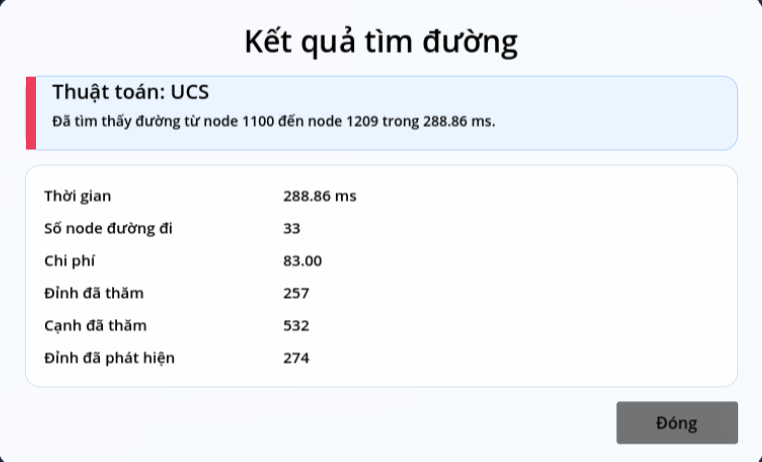 Kết quả tìm đường
Thuật toán: UCS
Đã tìm thấy đường từ node 1100 đến node 1209 trong 288.86 ms.
Thời gian 288.86 ms
Số node đường đi 33
Chi phí 83.00
Đỉnh đã thăm 257
Cạnh đã thăm 532
Đỉnh đã phát hiện 274
Đóng